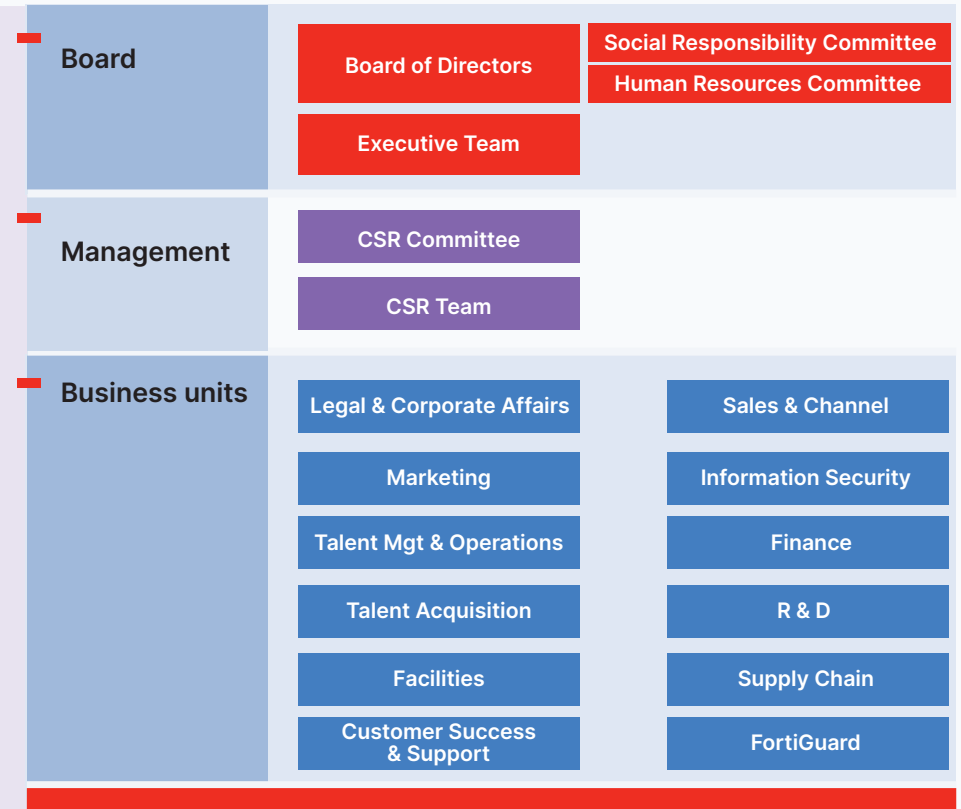 Board
Board of Directors
Social Responsibility Committee
Human Resources Committee
Executive Team
Management
CSR Committee
CSR Team
Business units
Legal & Corporate Affairs
Sales & Channel
Marketing
Information Security
Talent Mgt & Operations
Finance
Talent Acquisition
R & D
Facilities
Supply Chain
Customer Success
& Support
FortiGuard